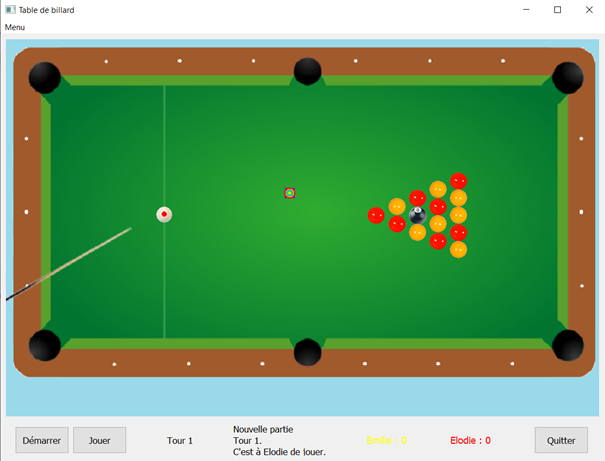 Table de billard
Menu
Démarrer
Jouer
Tour 1
Nouvelle partie
Tour 1.
C'est à Elodie de jouer.
Elodie : 0
Elodie : 0
Quitter